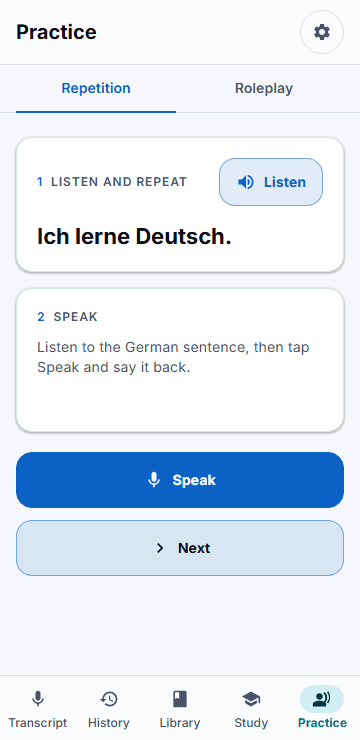 Practice
Repetition
Roleplay
1 LISTEN AND REPEAT
Listen
Ich lerne Deutsch.
2 SPEAK
Listen to the German sentence, then tap
Speak and say it back.
Speak
Next
Transcript
History
Library
Study
Practice